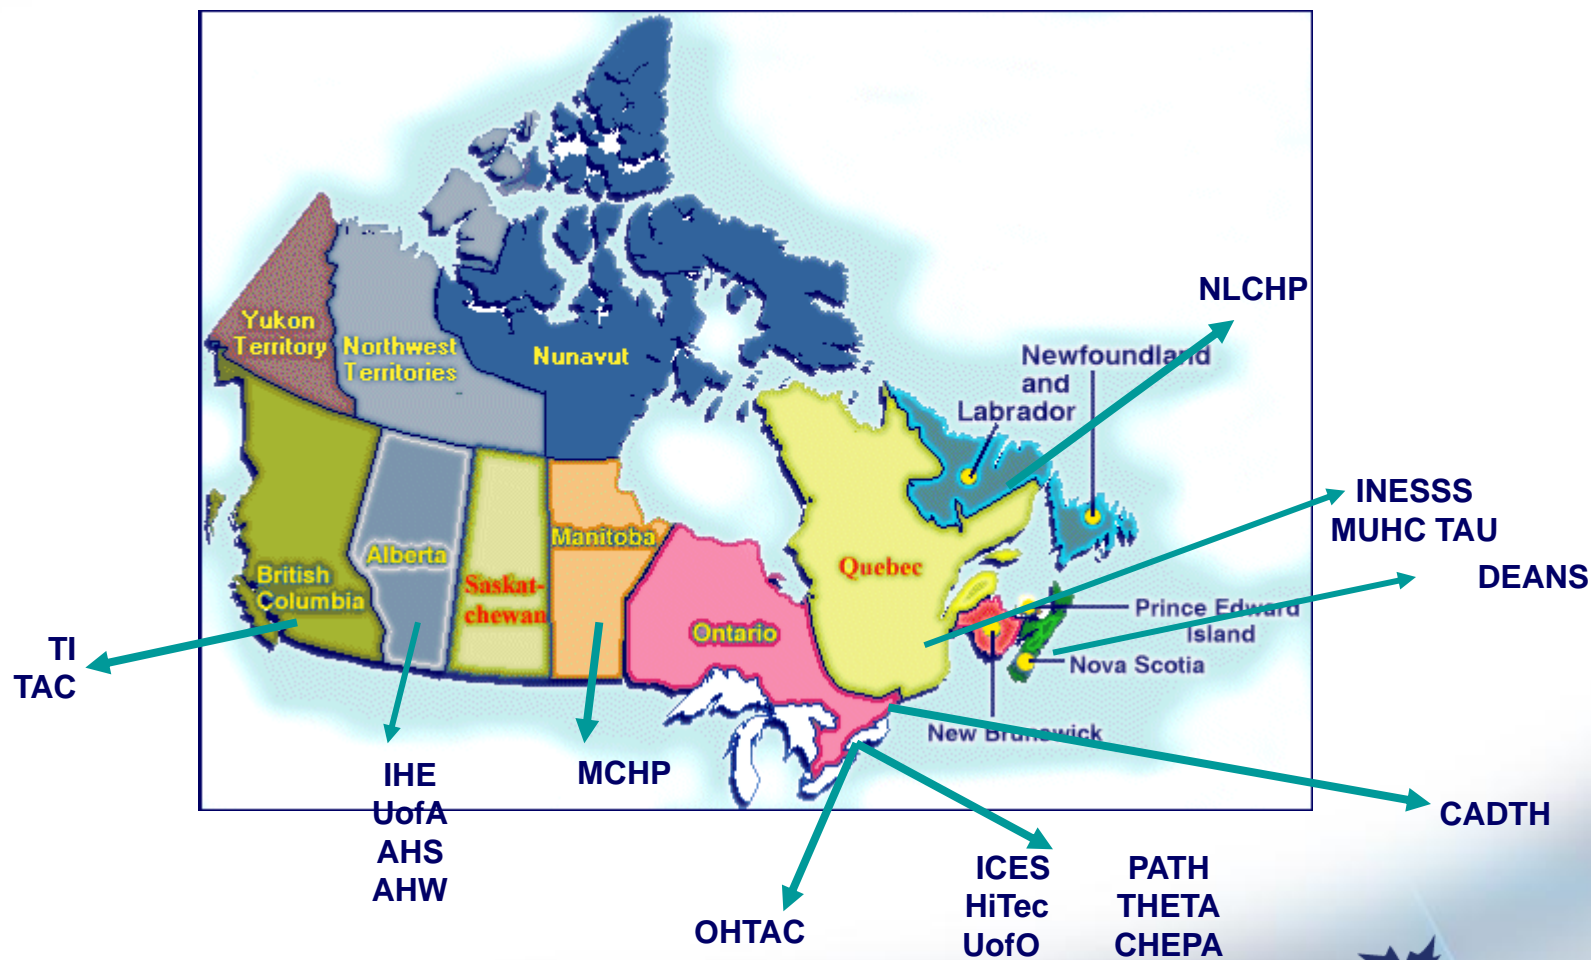 NLCHP
Yukon
Territory
Northwest
Territories
Nunavut
Newfoundland
and
Labrador
INESSS
MUHC TAU
DEANS
Manitoba
Alberta
Quebec
British
Columbia
Saskat-
chewan
Prince Edward
Island
Ontario
Nova Scotia
TI
TAC
New Brunswick
IHE
UofA
AHS
AHW
MCHP
CADTH
ICES PATH
HiTec THETA
UofO CHEPA
OHTAC